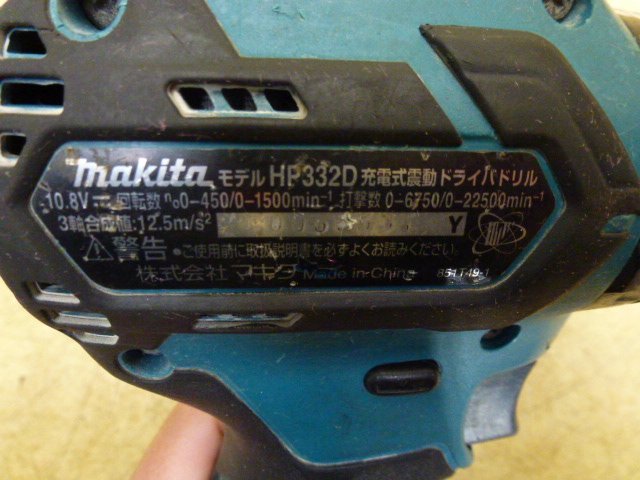 makita モデル HP332D 充電式震動ドライバドリル
10.8V⎓ 回転数 n₀0-450/0-1500min⁻¹ 打撃数 0-6750/0-22500min⁻¹
3軸合成値:12.5m/s² Y
⚠警告 •ご使用前に取扱説明書を必ずよくお読みください。
株式会社 マキタ Made in China 851T49-1